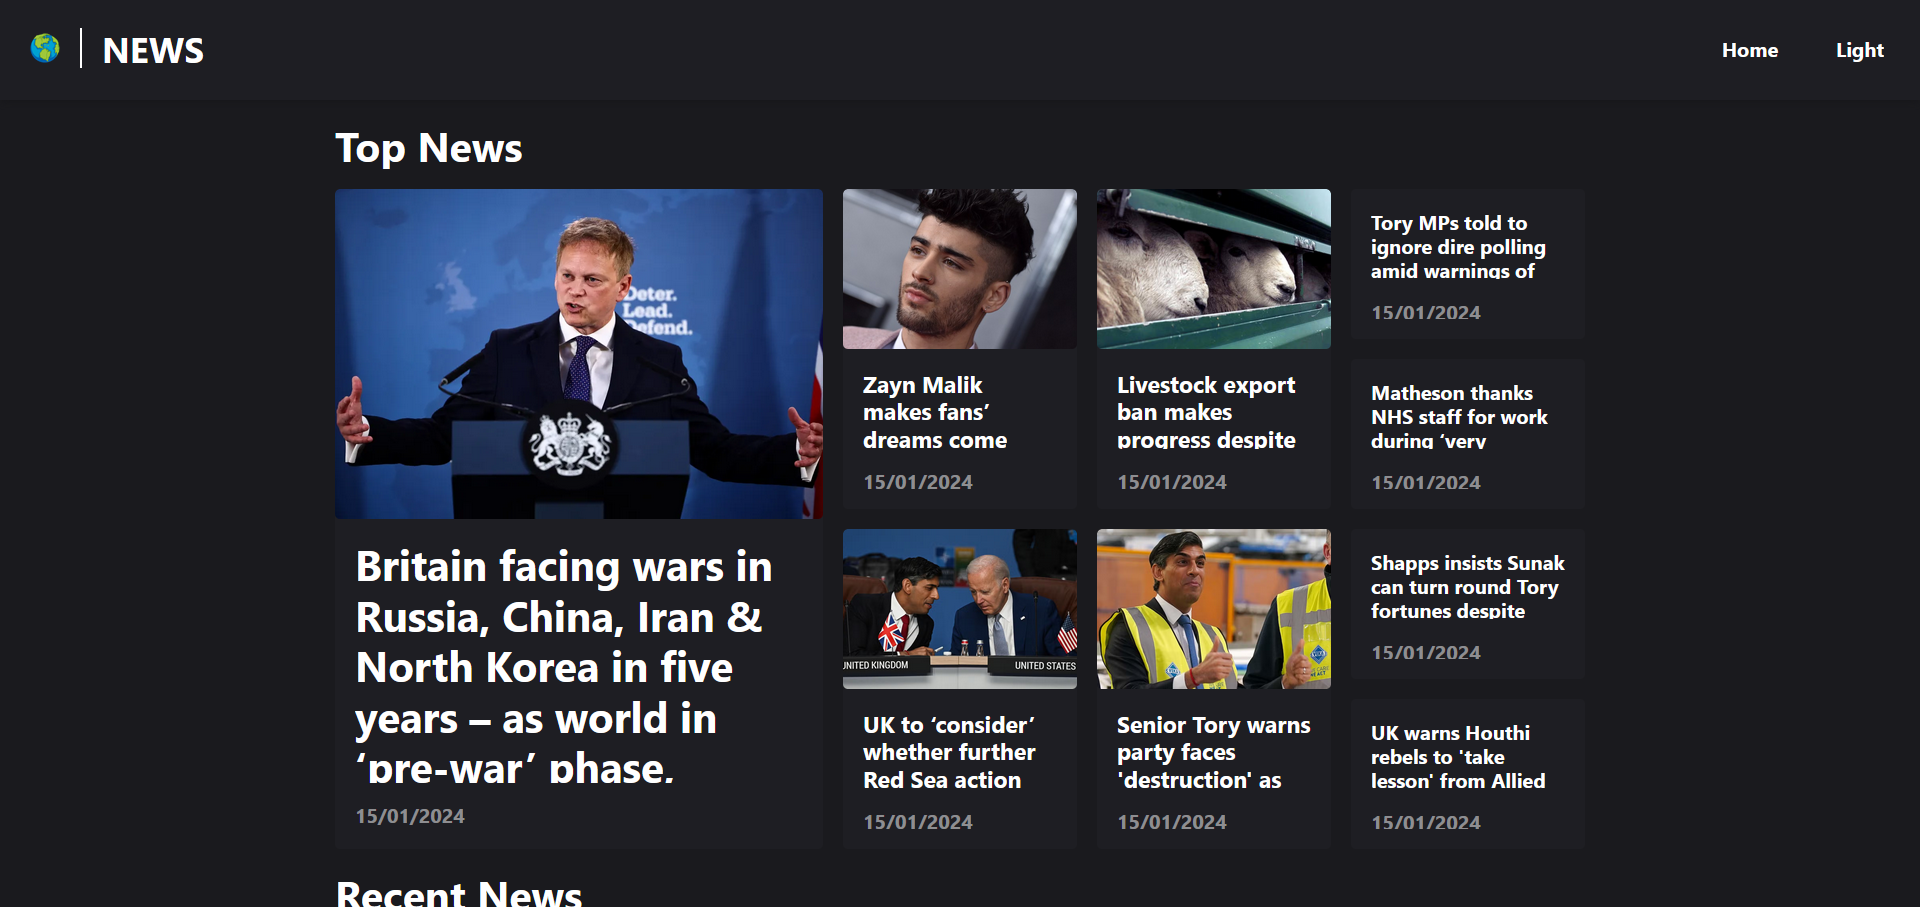 NEWS
Home
Light
Top News
Deter.
Lead.
Defend.
Britain facing wars in
Russia, China, Iran &
North Korea in five
years – as world in
‘pre-war’ phase,
15/01/2024
Zayn Malik
makes fans’
dreams come
15/01/2024
Livestock export
ban makes
progress despite
15/01/2024
UNITED KINGDOM
UNITED STATES
UK to ‘consider’
whether further
Red Sea action
15/01/2024
Senior Tory warns
party faces
'destruction' as
15/01/2024
Tory MPs told to
ignore dire polling
amid warnings of
15/01/2024
Matheson thanks
NHS staff for work
during ‘very
15/01/2024
Shapps insists Sunak
can turn round Tory
fortunes despite
15/01/2024
UK warns Houthi
rebels to 'take
lesson' from Allied
15/01/2024
Recent News